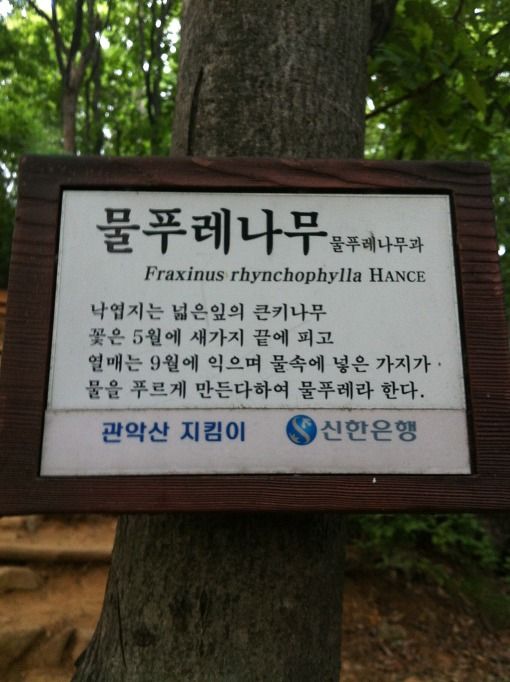 물푸레나무 물푸레나무과
Fraxinus rhynchophylla HANCE
낙엽지는 넓은잎의 큰키나무
꽃은 5월에 새가지 끝에 피고
열매는 9월에 익으며 물속에 넣은 가지가
물을 푸르게 만든다하여 물푸레라 한다.
관악산 지킴이 신한은행